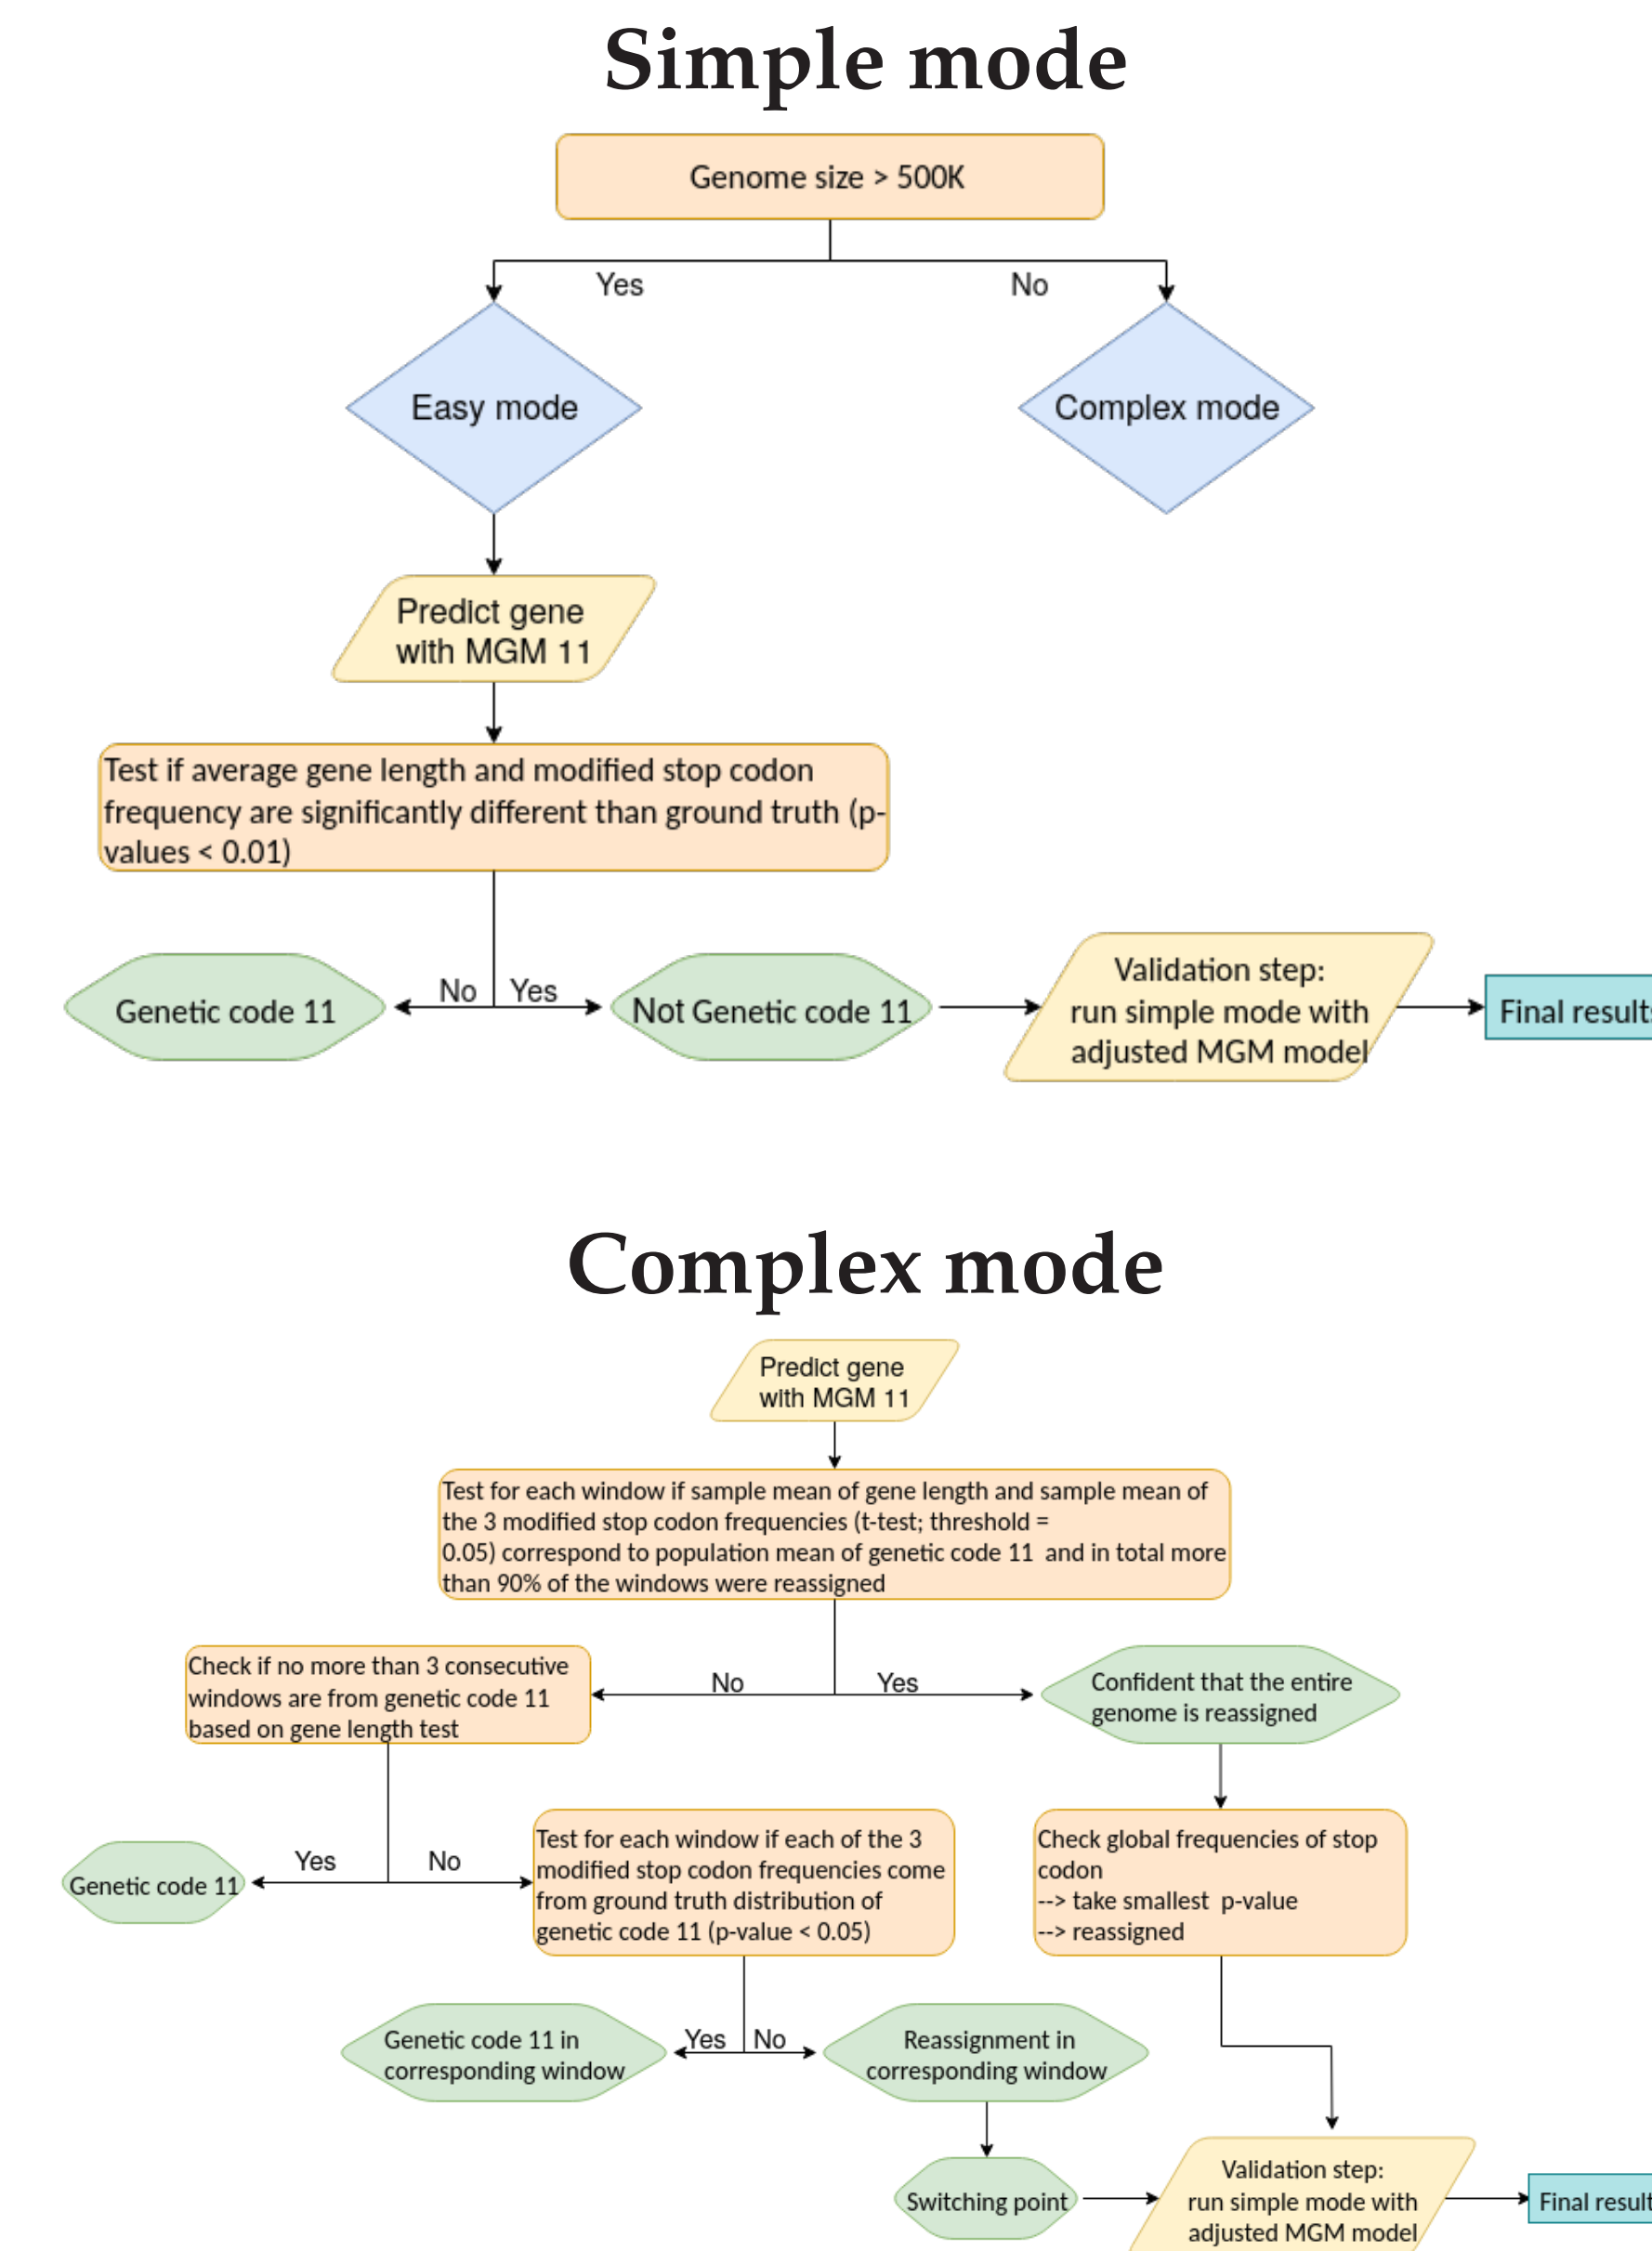 Simple mode
Genome size > 500K
Yes
No
Easy mode
Complex mode
Predict gene
with MGM 11
Test if average gene length and modified stop codon
frequency are significantly different than ground truth (p-
values < 0.01)
No
Yes
Genetic code 11
Not Genetic code 11
Validation step:
run simple mode with
adjusted MGM model
Final results
Complex mode
Predict gene
with MGM 11
Test for each window if sample mean of gene length and sample mean of
the 3 modified stop codon frequencies (t-test; threshold =
0.05) correspond to population mean of genetic code 11  and in total more
than 90% of the windows were reassigned
No
Yes
Check if no more than 3 consecutive
windows are from genetic code 11
based on gene length test
Confident that the entire
genome is reassigned
Yes
No
Genetic code 11
Test for each window if each of the 3
modified stop codon frequencies come
from ground truth distribution of
genetic code 11 (p-value < 0.05)
Check global frequencies of stop
codon
--> take smallest  p-value
--> reassigned
Yes
No
Genetic code 11 in
corresponding window
Reassignment in
corresponding window
Switching point
Validation step:
run simple mode with
adjusted MGM model
Final result